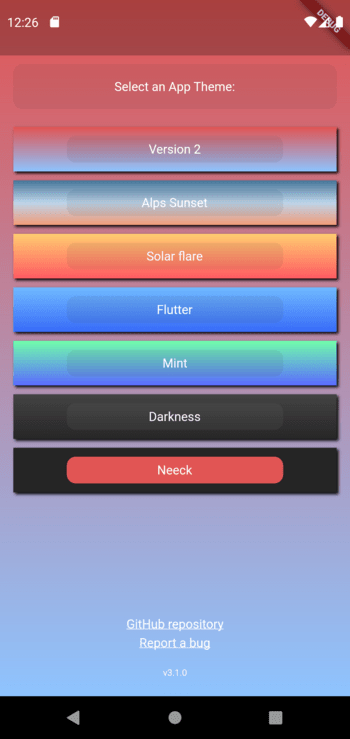 12:26
DEBUG
Select an App Theme:
Version 2
Alps Sunset
Solar flare
Flutter
Mint
Darkness
Neeck
GitHub repository
Report a bug
v3.1.0